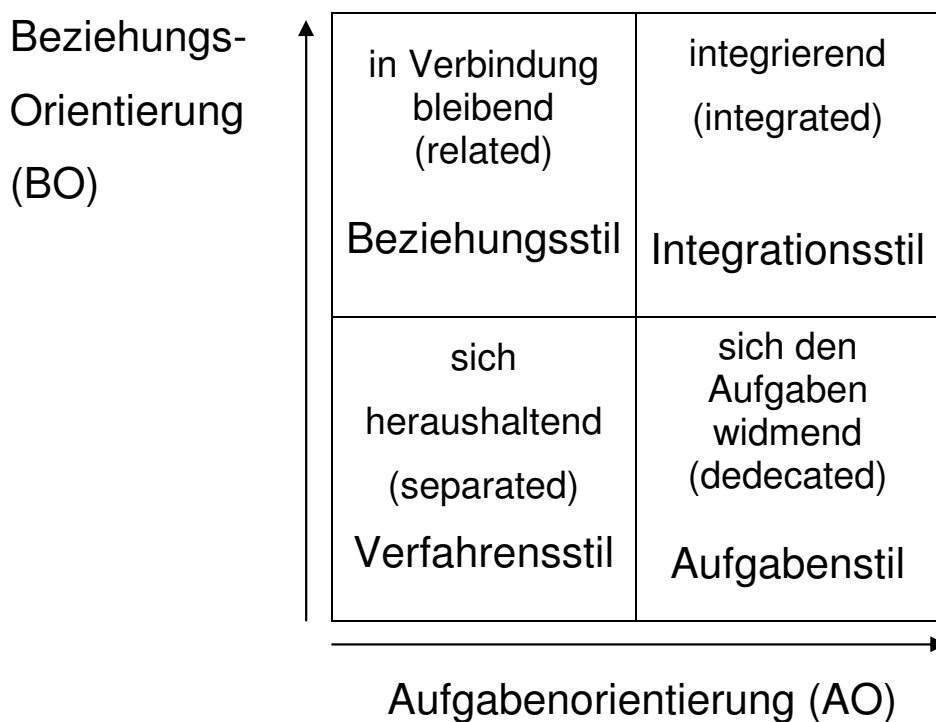 Beziehungs-
Orientierung
(BO)
in Verbindung
bleibend
(related)
Beziehungsstil
integrierend
(integrated)
Integrationsstil
sich
heraushaltend
(separated)
Verfahrensstil
sich den
Aufgaben
widmend
(dedecated)
Aufgabenstil
Aufgabenorientierung (AO)